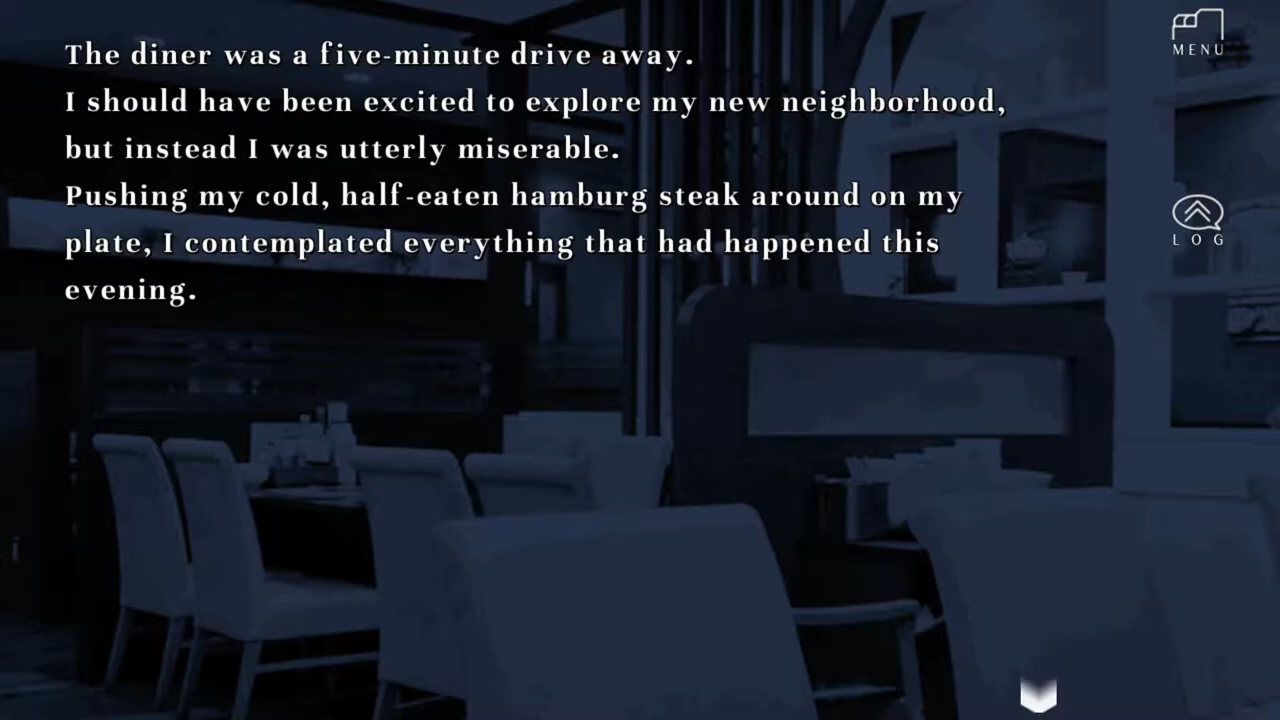 The diner was a five-minute drive away.
I should have been excited to explore my new neighborhood,
but instead I was utterly miserable.
Pushing my cold, half-eaten hamburg steak around on my
plate, I contemplated everything that had happened this
evening.
MENU
LOG